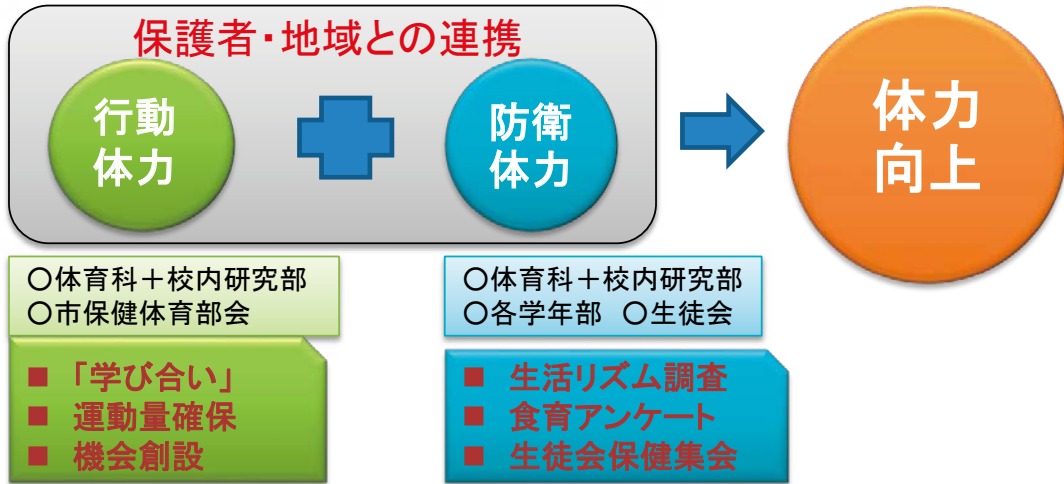 保護者・地域との連携
行動
体力
防衛
体力
体力
向上
○体育科＋校内研究部
○市保健体育部会
■ 「学び合い」
■ 運動量確保
■ 機会創設
○体育科＋校内研究部
○各学年部 ○生徒会
■ 生活リズム調査
■ 食育アンケート
■ 生徒会保健集会